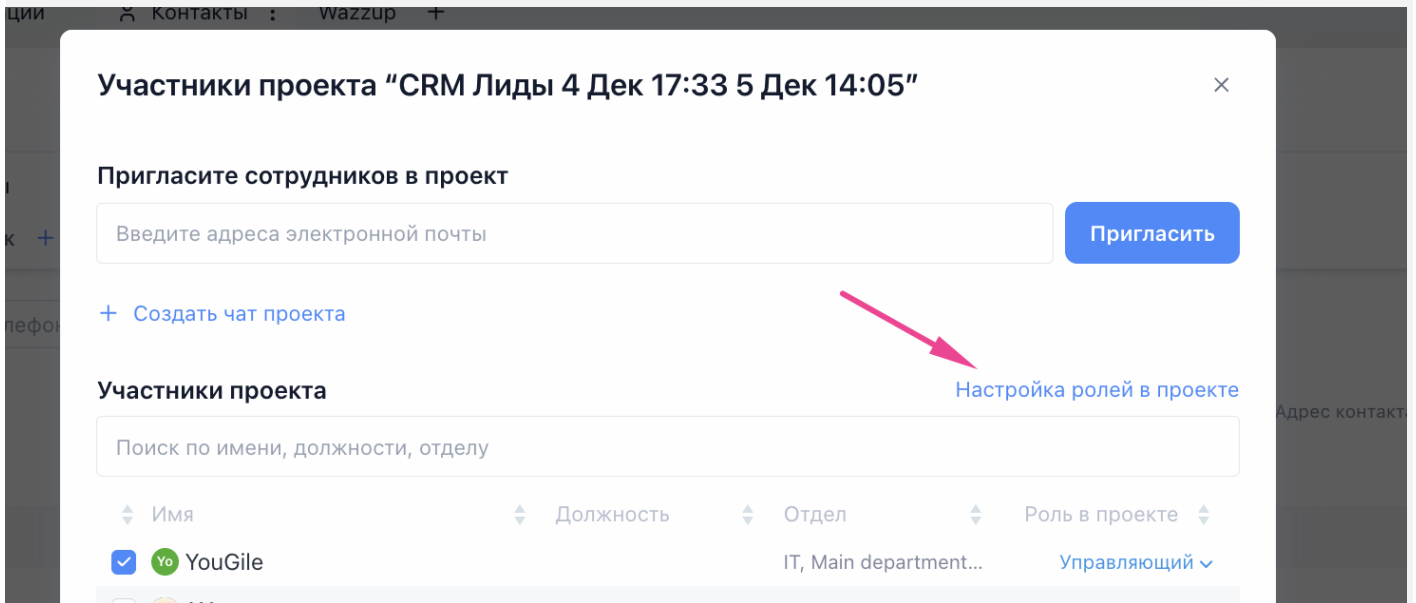 Контакты
Wazzup
Участники проекта “CRM Лиды 4 Дек 17:33 5 Дек 14:05”
Пригласите сотрудников в проект
Введите адреса электронной почты
Пригласить
+ Создать чат проекта
Участники проекта
Настройка ролей в проекте
Адрес контакт
Поиск по имени, должности, отделу
Имя
Должность
Отдел
Роль в проекте
Yo YouGile
IT, Main department...
Управляющий